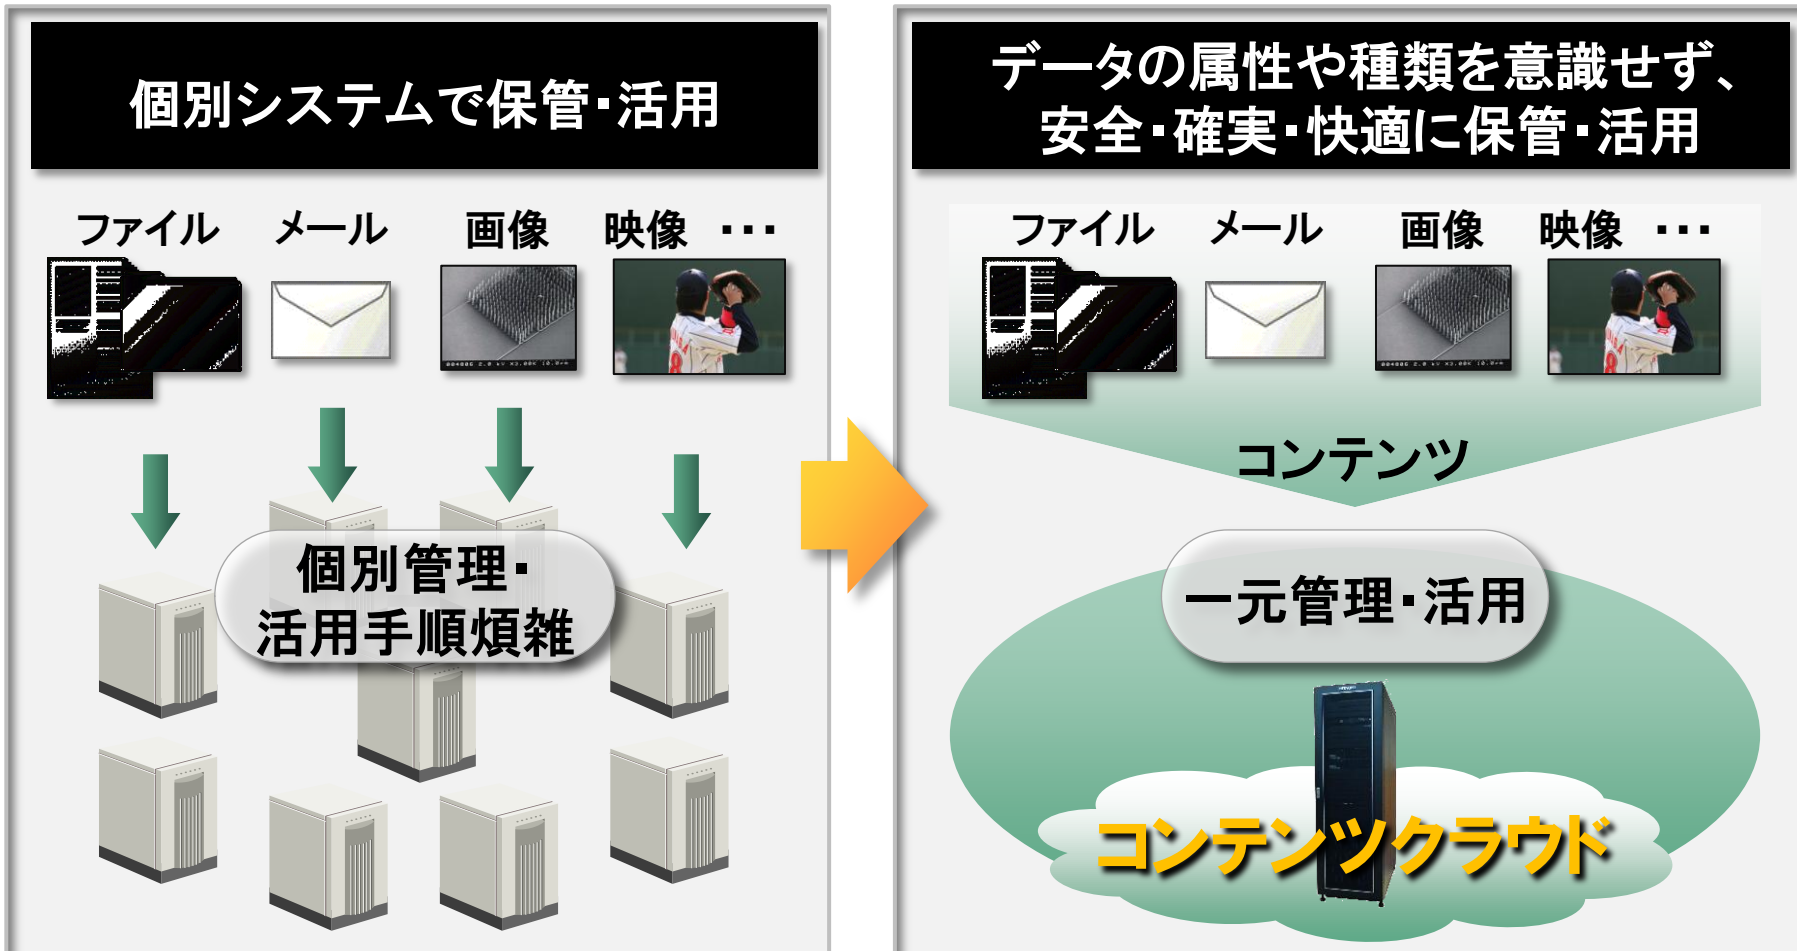 個別システムで保管・活用
ファイル メール 画像 映像 ・・・
個別管理・
活用手順煩雑
データの属性や種類を意識せず、
安全・確実・快適に保管・活用
ファイル メール 画像 映像 ・・・
コンテンツ
一元管理・活用
コンテンツクラウド